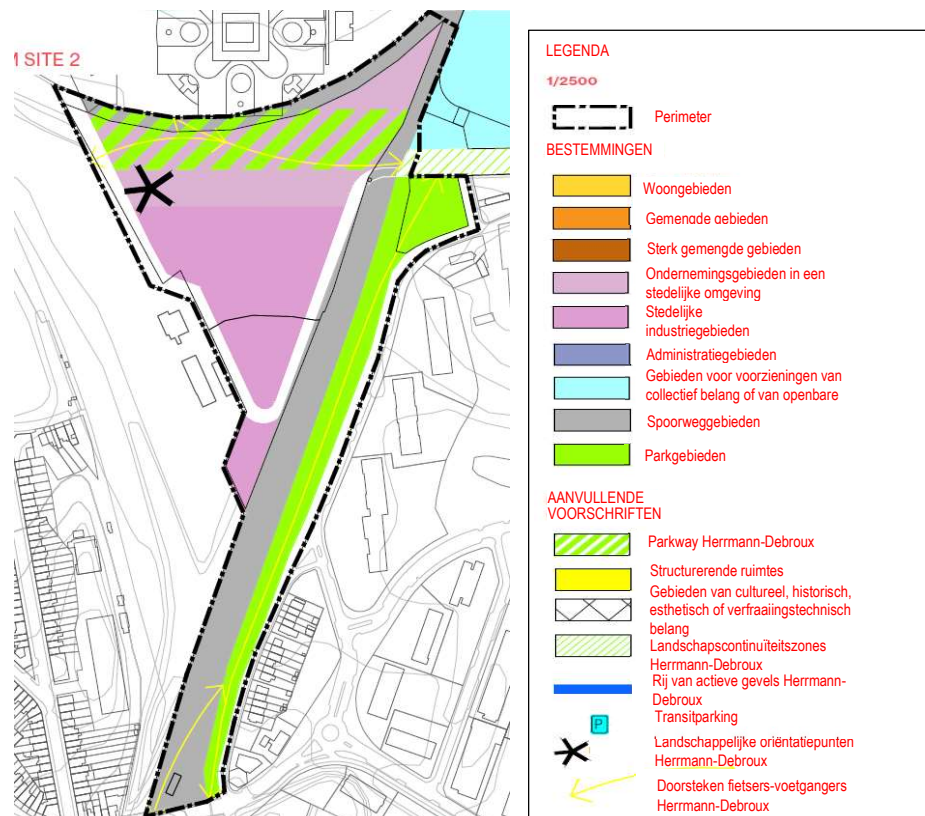 M SITE 2
LEGENDA
1/2500
Perimeter
BESTEMMINGEN
Woongebieden
Gemengde gebieden
Sterk gemengde gebieden
Ondernemingsgebieden in een
stedelijke omgeving
Stedelijke
industriegebieden
Administratiegebieden
Gebieden voor voorzieningen van
collectief belang of van openbare
Spoorweggebieden
Parkgebieden
AANVULLENDE
VOORSCHRIFTEN
Parkway Herrmann-Debroux
Structurerende ruimtes
Gebieden van cultureel, historisch,
esthetisch of verfraaiingstechnisch
belang
Landschapscontinuïteitszones
Herrmann-Debroux
Rij van actieve gevels Herrmann-
Debroux
P
Transitparking
Landschappelijke oriëntatiepunten
Herrmann-Debroux
Doorsteken fietsers-voetgangers
Herrmann-Debroux